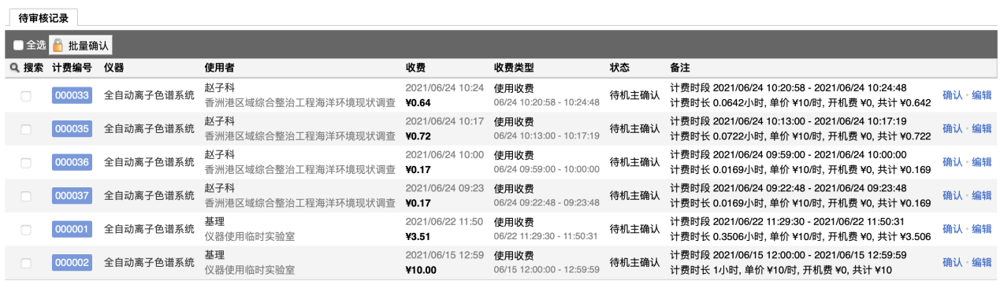 待审核记录
全选 批量确认
搜索 计费编号 仪器 使用者 收费 收费类型 状态 备注
000033 全自动离子色谱系统 赵子科 2021/06/24 10:24 使用收费 待机主确认 计费时段 2021/06/24 10:20:58 - 2021/06/24 10:24:48 确认 · 编辑
香洲港区域综合整治工程海洋环境现状调查 ¥0.64 06/24 10:20:58 - 10:24:48 计费时长 0.0642小时, 单价 ¥10/时, 开机费 ¥0, 共计 ¥0.642
000035 全自动离子色谱系统 赵子科 2021/06/24 10:17 使用收费 待机主确认 计费时段 2021/06/24 10:13:00 - 2021/06/24 10:17:19 确认 · 编辑
香洲港区域综合整治工程海洋环境现状调查 ¥0.72 06/24 10:13:00 - 10:17:19 计费时长 0.0722小时, 单价 ¥10/时, 开机费 ¥0, 共计 ¥0.722
000036 全自动离子色谱系统 赵子科 2021/06/24 10:00 使用收费 待机主确认 计费时段 2021/06/24 09:59:00 - 2021/06/24 10:00:00 确认 · 编辑
香洲港区域综合整治工程海洋环境现状调查 ¥0.17 06/24 09:59:00 - 10:00:00 计费时长 0.0169小时, 单价 ¥10/时, 开机费 ¥0, 共计 ¥0.169
000037 全自动离子色谱系统 赵子科 2021/06/24 09:23 使用收费 待机主确认 计费时段 2021/06/24 09:22:48 - 2021/06/24 09:23:48 确认 · 编辑
香洲港区域综合整治工程海洋环境现状调查 ¥0.17 06/24 09:22:48 - 09:23:48 计费时长 0.0169小时, 单价 ¥10/时, 开机费 ¥0, 共计 ¥0.169
000001 全自动离子色谱系统 基理 2021/06/22 11:50 使用收费 待机主确认 计费时段 2021/06/22 11:29:30 - 2021/06/22 11:50:31 确认 · 编辑
仪器使用临时实验室 ¥3.51 06/22 11:29:30 - 11:50:31 计费时长 0.3506小时, 单价 ¥10/时, 开机费 ¥0, 共计 ¥3.506
000002 全自动离子色谱系统 基理 2021/06/15 12:59 使用收费 待机主确认 计费时段 2021/06/15 12:00:00 - 2021/06/15 12:59:59 确认 · 编辑
仪器使用临时实验室 ¥10.00 06/15 12:00:00 - 12:59:59 计费时长 1小时, 单价 ¥10/时, 开机费 ¥0, 共计 ¥10